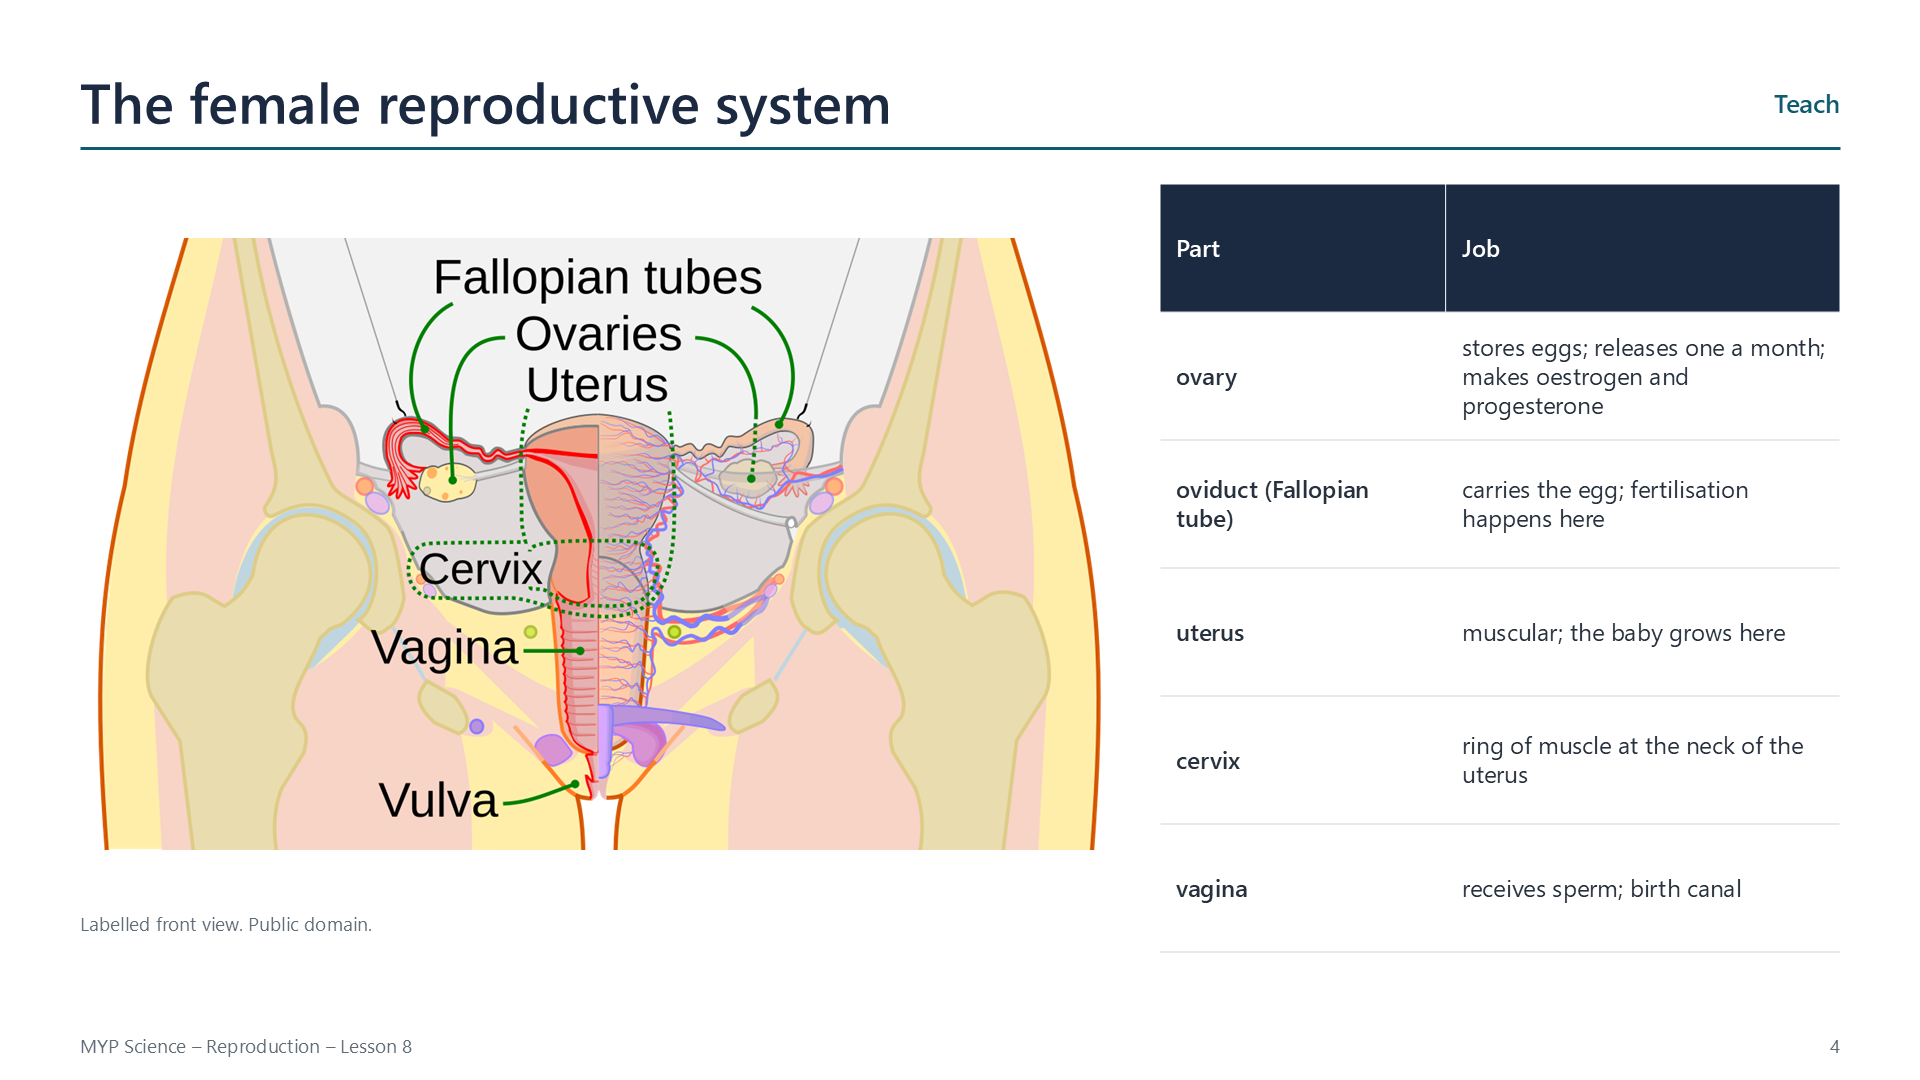 The female reproductive system
Teach
Fallopian tubes
Ovaries
Uterus
Cervix
Vagina
Vulva
Labelled front view. Public domain.
Part Job
ovary stores eggs; releases one a month;
makes oestrogen and
progesterone
oviduct (Fallopian carries the egg; fertilisation
tube) happens here
uterus muscular; the baby grows here
cervix ring of muscle at the neck of the
uterus
vagina receives sperm; birth canal
MYP Science – Reproduction – Lesson 8
4